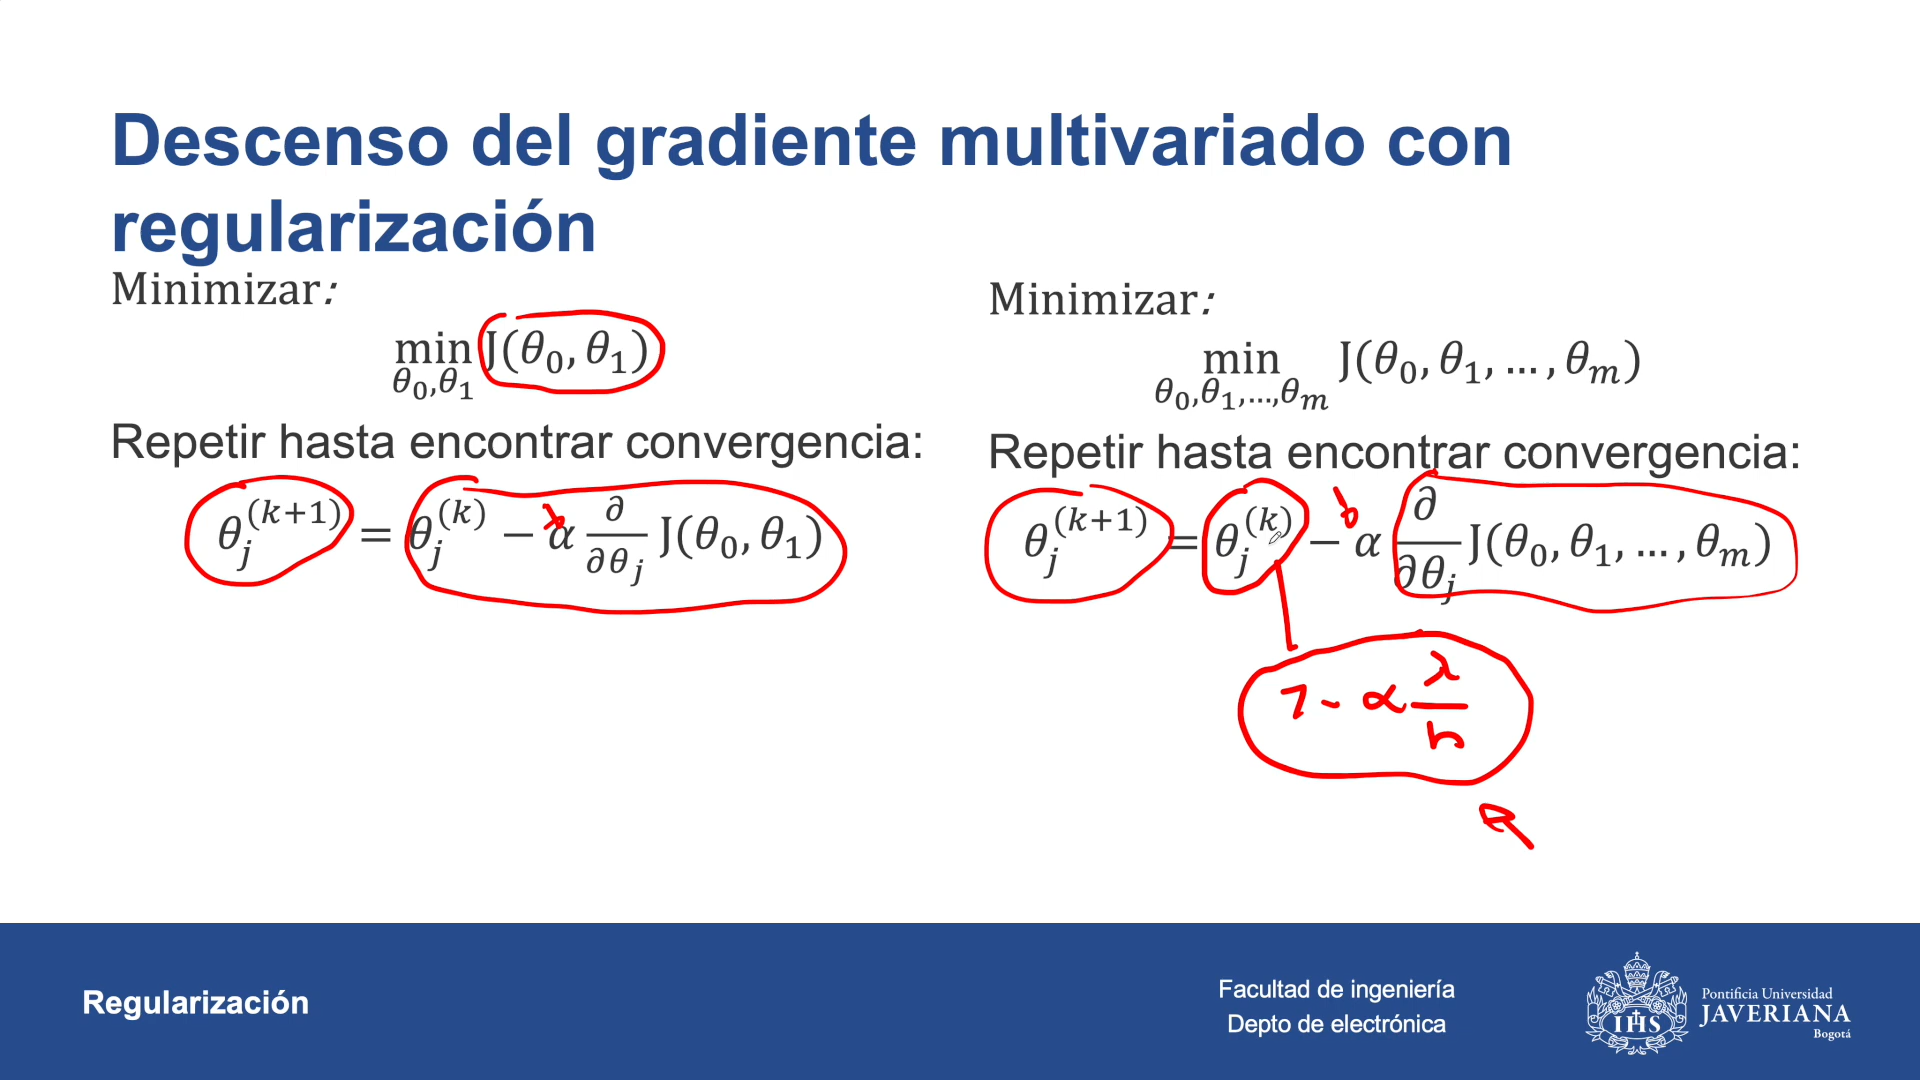 Descenso del gradiente multivariado con
regularización
Minimizar:
min J(θ₀, θ₁)
θ₀,θ₁
Repetir hasta encontrar convergencia:
θⱼ^(k+1) = θⱼ^(k) − α ∂/∂θⱼ J(θ₀, θ₁)
Minimizar:
min J(θ₀, θ₁, … , θₘ)
θ₀,θ₁,…,θₘ
Repetir hasta encontrar convergencia:
θⱼ^(k+1) = θⱼ^(k) − α ∂/∂θⱼ J(θ₀, θ₁, … , θₘ)
1 - α λ/n
Regularización
Facultad de ingeniería
Depto de electrónica
IHS
Pontificia Universidad
JAVERIANA
Bogotá